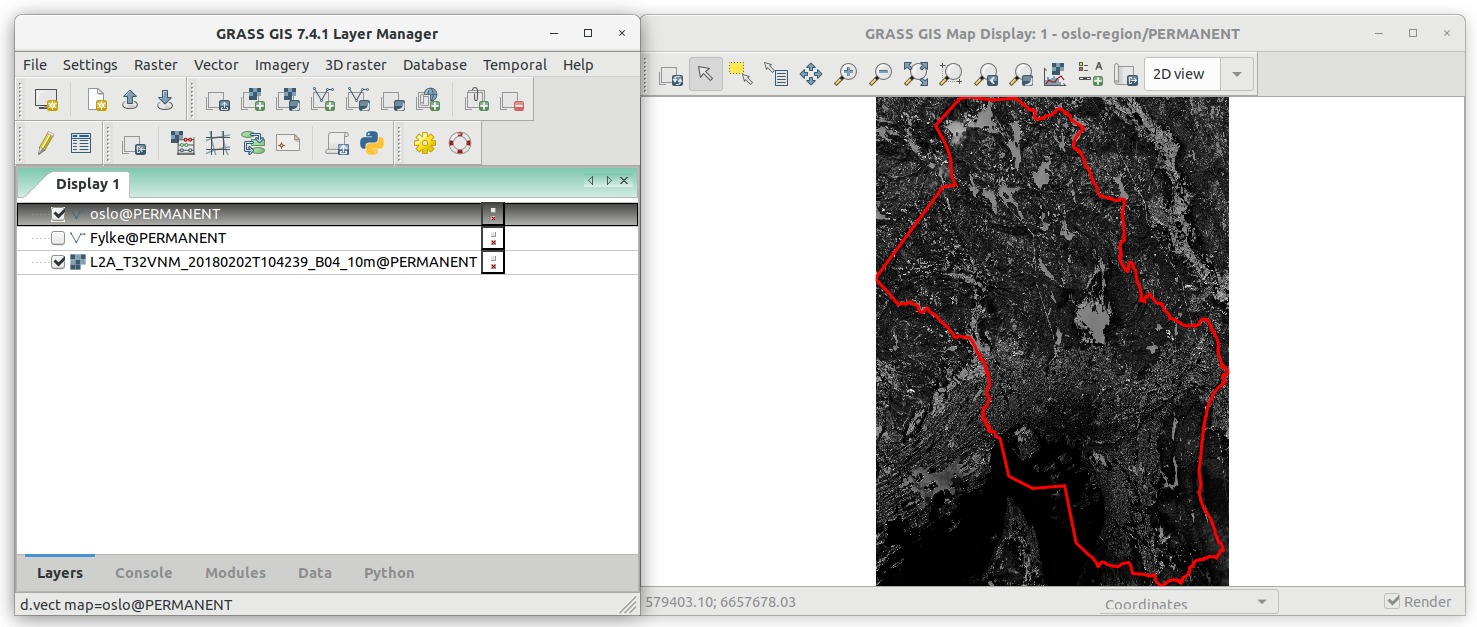 GRASS GIS 7.4.1 Layer Manager
File Settings Raster Vector Imagery 3D raster Database Temporal Help
Display 1
oslo@PERMANENT
Fylke@PERMANENT
L2A_T32VNM_20180202T104239_B04_10m@PERMANENT
Layers Console Modules Data Python
d.vect map=oslo@PERMANENT
GRASS GIS Map Display: 1 - oslo-region/PERMANENT
A
2D view
579403.10; 6657678.03
Coordinates
Render